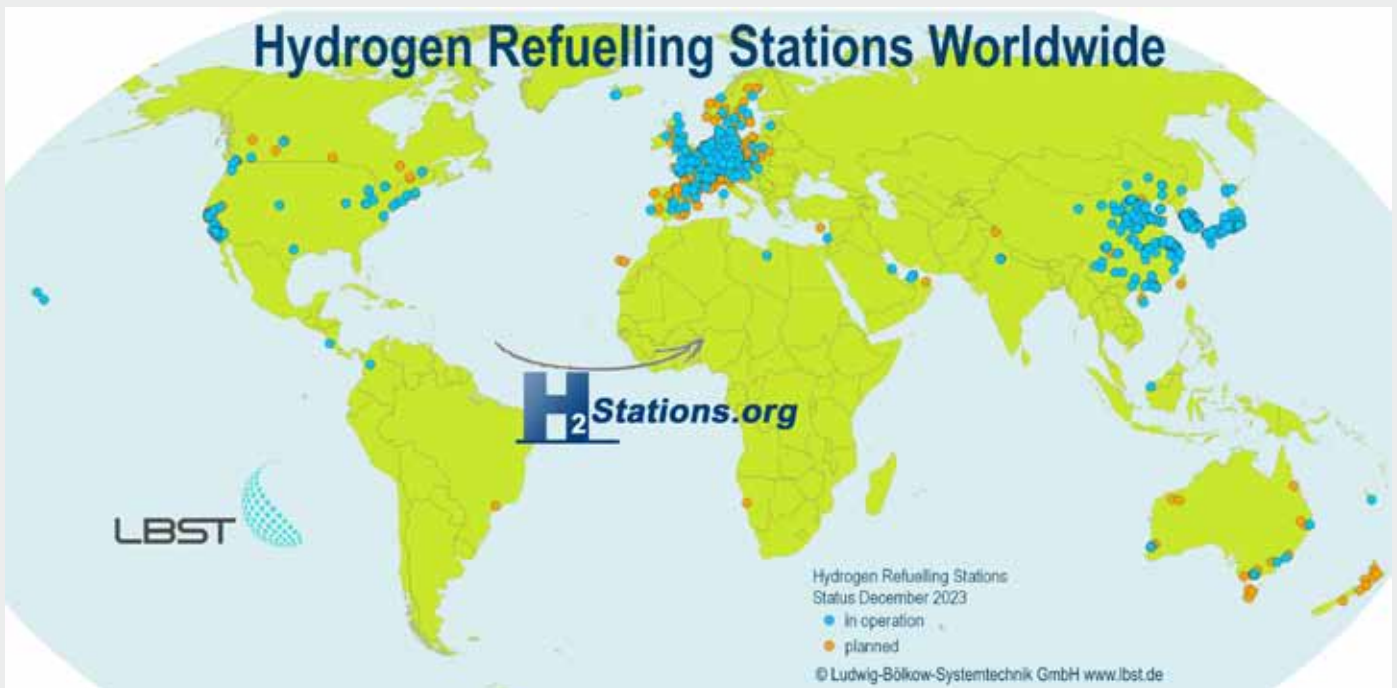 Hydrogen Refuelling Stations Worldwide
H2Stations.org
LBST
Hydrogen Refuelling Stations
Status December 2023
in operation
planned
© Ludwig-Bölkow-Systemtechnik GmbH www.lbst.de